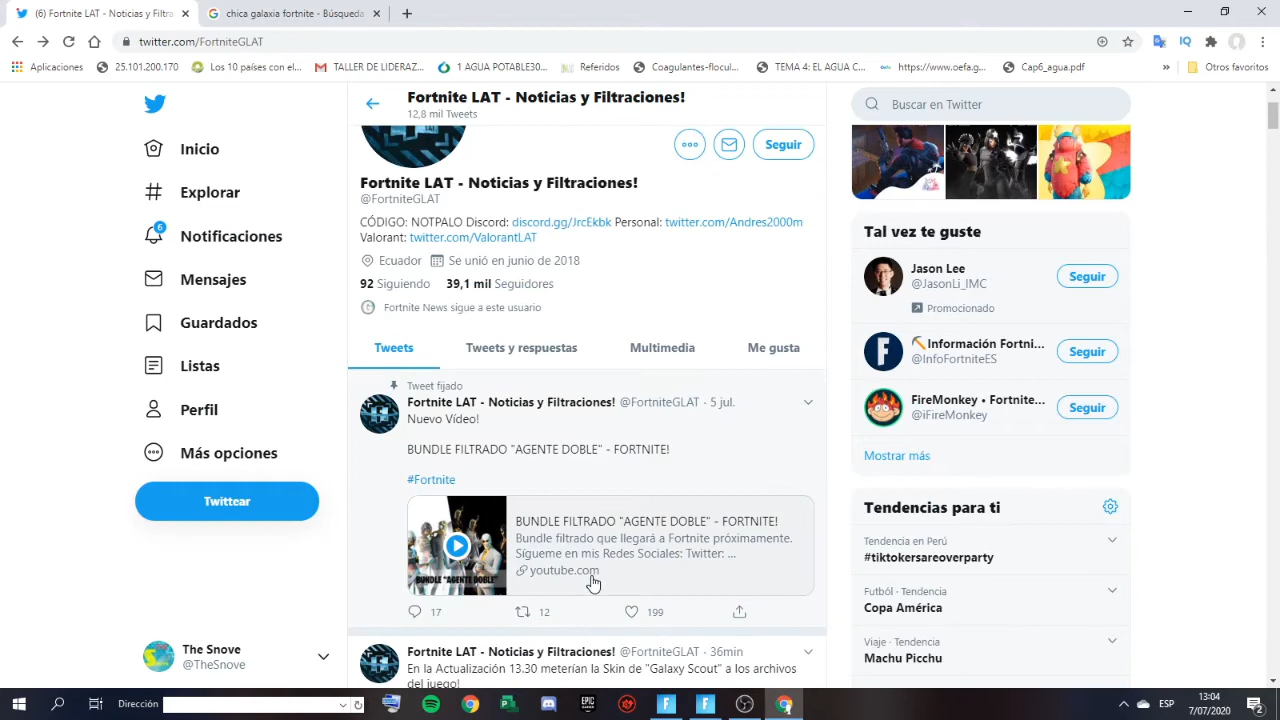 (6) Fortnite LAT - Noticias y Filtra
chica galaxia fortnite - Búsqueda
twitter.com/FortniteGLAT
Aplicaciones
25.101.200.170
Los 10 países con el...
TALLER DE LIDERAZ...
1 AGUA POTABLE30...
Referidos
Coagulantes-flocul...
TEMA 4: EL AGUA C...
https://www.oefa.g...
Cap6_agua.pdf
»
Otros favoritos
Inicio
Explorar
6
Notificaciones
Mensajes
Guardados
Listas
Perfil
Más opciones
Twittear
The Snove
@TheSnove
Fortnite LAT - Noticias y Filtraciones!
12,8 mil Tweets
Seguir
Fortnite LAT - Noticias y Filtraciones!
@FortniteGLAT
CÓDIGO: NOTPALO Discord: discord.gg/JrcEkbk Personal: twitter.com/Andres2000m
Valorant: twitter.com/ValorantLAT
Ecuador Se unió en junio de 2018
92 Siguiendo 39,1 mil Seguidores
Fortnite News sigue a este usuario
Tweets Tweets y respuestas Multimedia Me gusta
Tweet fijado
Fortnite LAT - Noticias y Filtraciones! @FortniteGLAT · 5 jul.
Nuevo Vídeo!
BUNDLE FILTRADO "AGENTE DOBLE" - FORTNITE!
#Fortnite
BUNDLE "AGENTE DOBLE"
BUNDLE FILTRADO "AGENTE DOBLE" - FORTNITE!
Bundle filtrado que llegará a Fortnite próximamente.
Sígueme en mis Redes Sociales: Twitter: ...
youtube.com
17 12 199
Fortnite LAT - Noticias y Filtraciones! @FortniteGLAT · 36min
En la Actualización 13.30 meterían la Skin de "Galaxy Scout" a los archivos
del juego!
Buscar en Twitter
Tal vez te guste
Jason Lee
@JasonLi_IMC
Seguir
Promocionado
Información Fortni...
@InfoFortniteES
Seguir
FireMonkey • Fortnite...
@iFireMonkey
Seguir
Mostrar más
Tendencias para ti
Tendencia en Perú
#tiktokersareoverparty
Fútbol · Tendencia
Copa América
Viaje · Tendencia
Machu Picchu
Dirección
EPIC
GAMES
ESP
13:04
7/07/2020
2